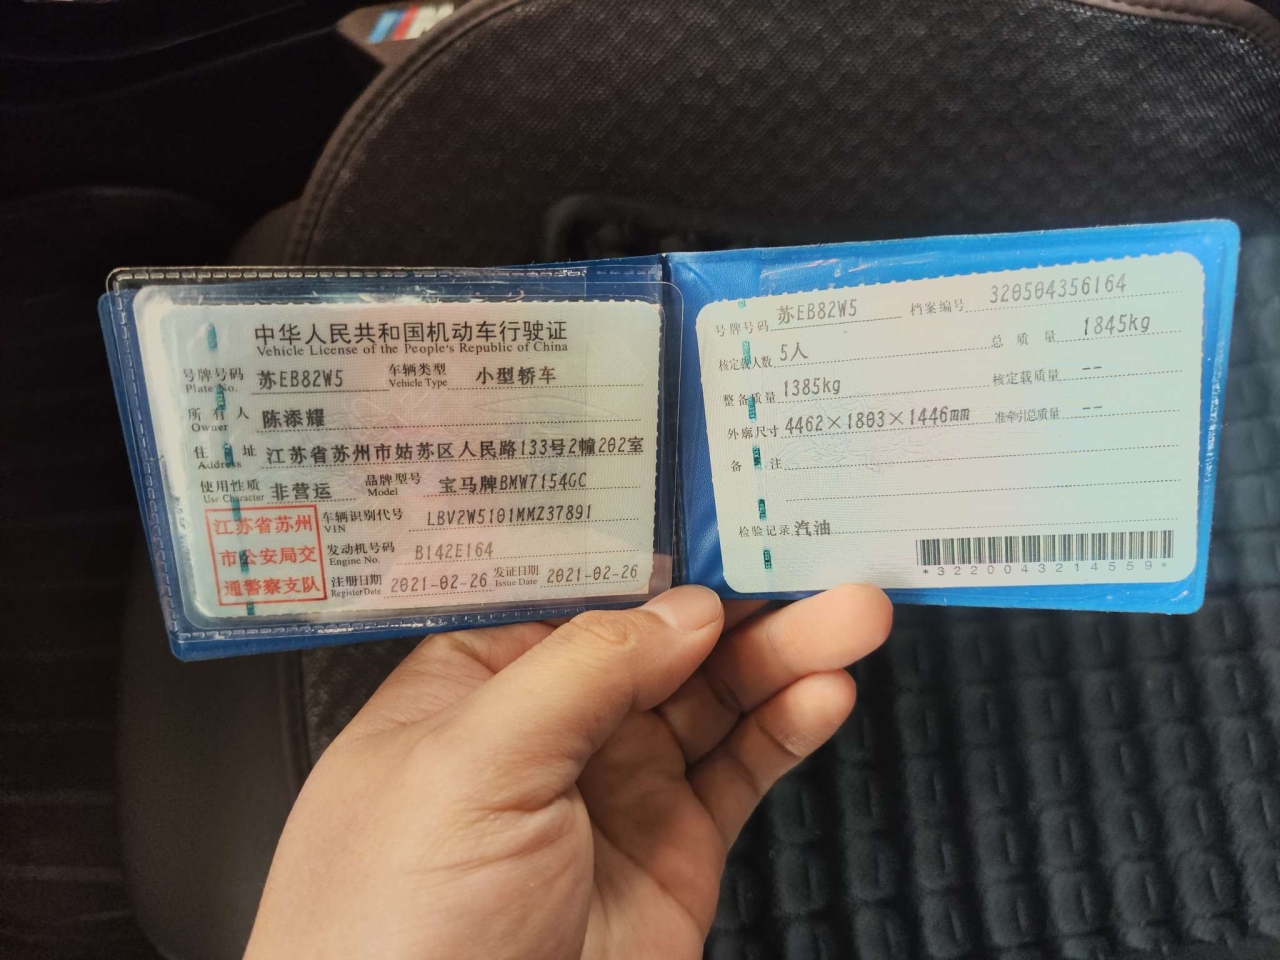 中华人民共和国机动车行驶证
Vehicle License of the People's Republic of China
号牌号码 苏EB82W5 车辆类型 小型轿车
Plate No. Vehicle Type
所有人 陈添耀
Owner
住址 江苏省苏州市姑苏区人民路133号2幢202室
Address
使用性质 非营运 品牌型号 宝马牌BMW7154GC
Use Character Model
江苏省苏州
市公安局交
通警察支队
车辆识别代号 LBV2W5101MMZ37891
VIN
发动机号码 B142E164
Engine No.
注册日期 2021-02-26 发证日期 2021-02-26
Register Date Issue Date
号牌号码 苏EB82W5 档案编号 320504356164
核定载人数 5人 总质量 1845kg
整备质量 1385kg 核定载质量 --
外廓尺寸 4462×1803×1446mm 准牵引总质量 --
备注
检验记录 汽油
*3220043214559*